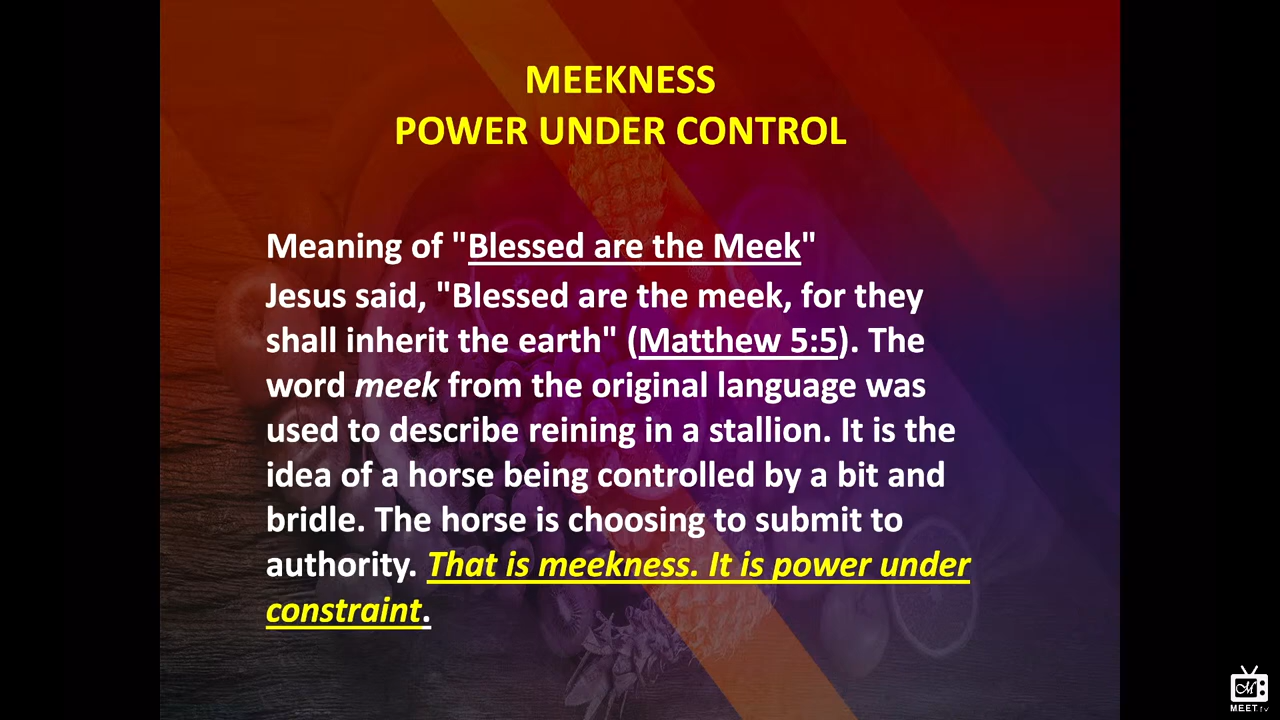 MEEKNESS
POWER UNDER CONTROL
Meaning of "Blessed are the Meek"
Jesus said, "Blessed are the meek, for they
shall inherit the earth" (Matthew 5:5). The
word meek from the original language was
used to describe reining in a stallion. It is the
idea of a horse being controlled by a bit and
bridle. The horse is choosing to submit to
authority. That is meekness. It is power under
constraint.
M
MEET.tv